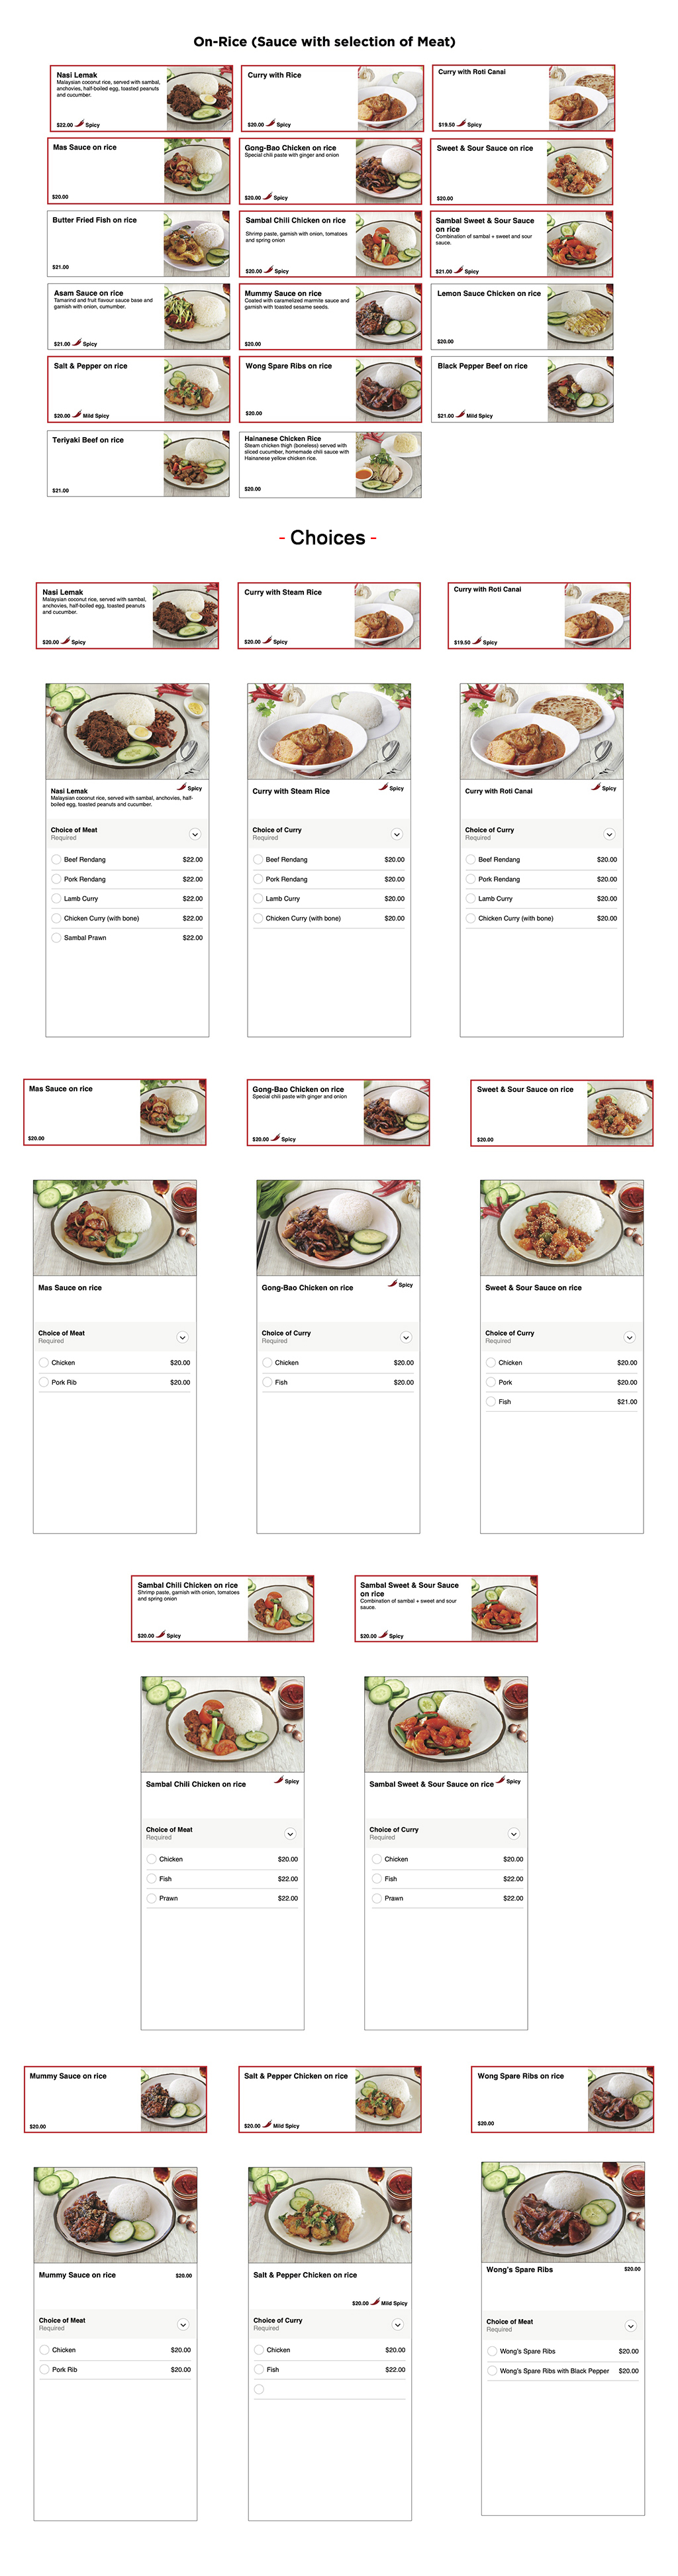 On-Rice (Sauce with selection of Meat)
Nasi Lemak
Malaysian coconut rice, served with sambal,
anchovies, half-boiled egg, toasted peanuts
and cucumber.
$22.00 Spicy
Curry with Rice
$20.00 Spicy
Curry with Roti Canai
$19.50 Spicy
Mas Sauce on rice
$20.00
Gong-Bao Chicken on rice
Special chili paste with ginger and onion
$20.00 Spicy
Sweet & Sour Sauce on rice
$20.00
Butter Fried Fish on rice
$21.00
Sambal Chili Chicken on rice
Shrimp paste, garnish with onion, tomatoes
and spring onion
$20.00 Spicy
Sambal Sweet & Sour Sauce
on rice
Combination of sambal + sweet and sour
sauce.
$21.00 Spicy
Asam Sauce on rice
Tamarind and fruit flavour sauce base and
garnish with onion, cumumber.
$21.00 Spicy
Mummy Sauce on rice
Coated with caramelized marmite sauce and
garnish with toasted sesame seeds.
$20.00
Lemon Sauce Chicken on rice
$20.00
Salt & Pepper on rice
$20.00 Mild Spicy
Wong Spare Ribs on rice
$20.00
Black Pepper Beef on rice
$21.00 Mild Spicy
Teriyaki Beef on rice
$21.00
Hainanese Chicken Rice
Steam chicken thigh (boneless) served with
sliced cucumber, homemade chili sauce with
Hainanese yellow chicken rice.
$20.00
- Choices -
Nasi Lemak
Malaysian coconut rice, served with sambal,
anchovies, half-boiled egg, toasted peanuts
and cucumber.
$20.00 Spicy
Curry with Steam Rice
$20.00 Spicy
Curry with Roti Canai
$19.50 Spicy
Spicy
Nasi Lemak
Malaysian coconut rice, served with sambal, anchovies, half-
boiled egg, toasted peanuts and cucumber.
Choice of Meat
Required
Beef Rendang $22.00
Pork Rendang $22.00
Lamb Curry $22.00
Chicken Curry (with bone) $22.00
Sambal Prawn $22.00
Spicy
Curry with Steam Rice
Choice of Curry
Required
Beef Rendang $20.00
Pork Rendang $20.00
Lamb Curry $20.00
Chicken Curry (with bone) $20.00
Spicy
Curry with Roti Canai
Choice of Curry
Required
Beef Rendang $20.00
Pork Rendang $20.00
Lamb Curry $20.00
Chicken Curry (with bone) $20.00
Mas Sauce on rice
$20.00
Gong-Bao Chicken on rice
Special chili paste with ginger and onion
$20.00 Spicy
Sweet & Sour Sauce on rice
$20.00
Mas Sauce on rice
Choice of Meat
Required
Chicken $20.00
Pork Rib $20.00
Spicy
Gong-Bao Chicken on rice
Choice of Curry
Required
Chicken $20.00
Fish $20.00
Sweet & Sour Sauce on rice
Choice of Curry
Required
Chicken $20.00
Pork $20.00
Fish $21.00
Sambal Chili Chicken on rice
Shrimp paste, garnish with onion, tomatoes
and spring onion
$20.00 Spicy
Sambal Sweet & Sour Sauce
on rice
Combination of sambal + sweet and sour
sauce.
$20.00 Spicy
Sambal Chili Chicken on rice Spicy
Choice of Meat
Required
Chicken $20.00
Fish $22.00
Prawn $22.00
Sambal Sweet & Sour Sauce on rice Spicy
Choice of Curry
Required
Chicken $20.00
Fish $22.00
Prawn $22.00
Mummy Sauce on rice
$20.00
Salt & Pepper Chicken on rice
$20.00 Mild Spicy
Wong Spare Ribs on rice
$20.00
Mummy Sauce on rice $20.00
Choice of Meat
Required
Chicken $20.00
Pork Rib $20.00
Salt & Pepper Chicken on rice
$20.00 Mild Spicy
Choice of Curry
Required
Chicken $20.00
Fish $22.00
Wong's Spare Ribs $20.00
Choice of Meat
Required
Wong's Spare Ribs $20.00
Wong's Spare Ribs with Black Pepper $20.00